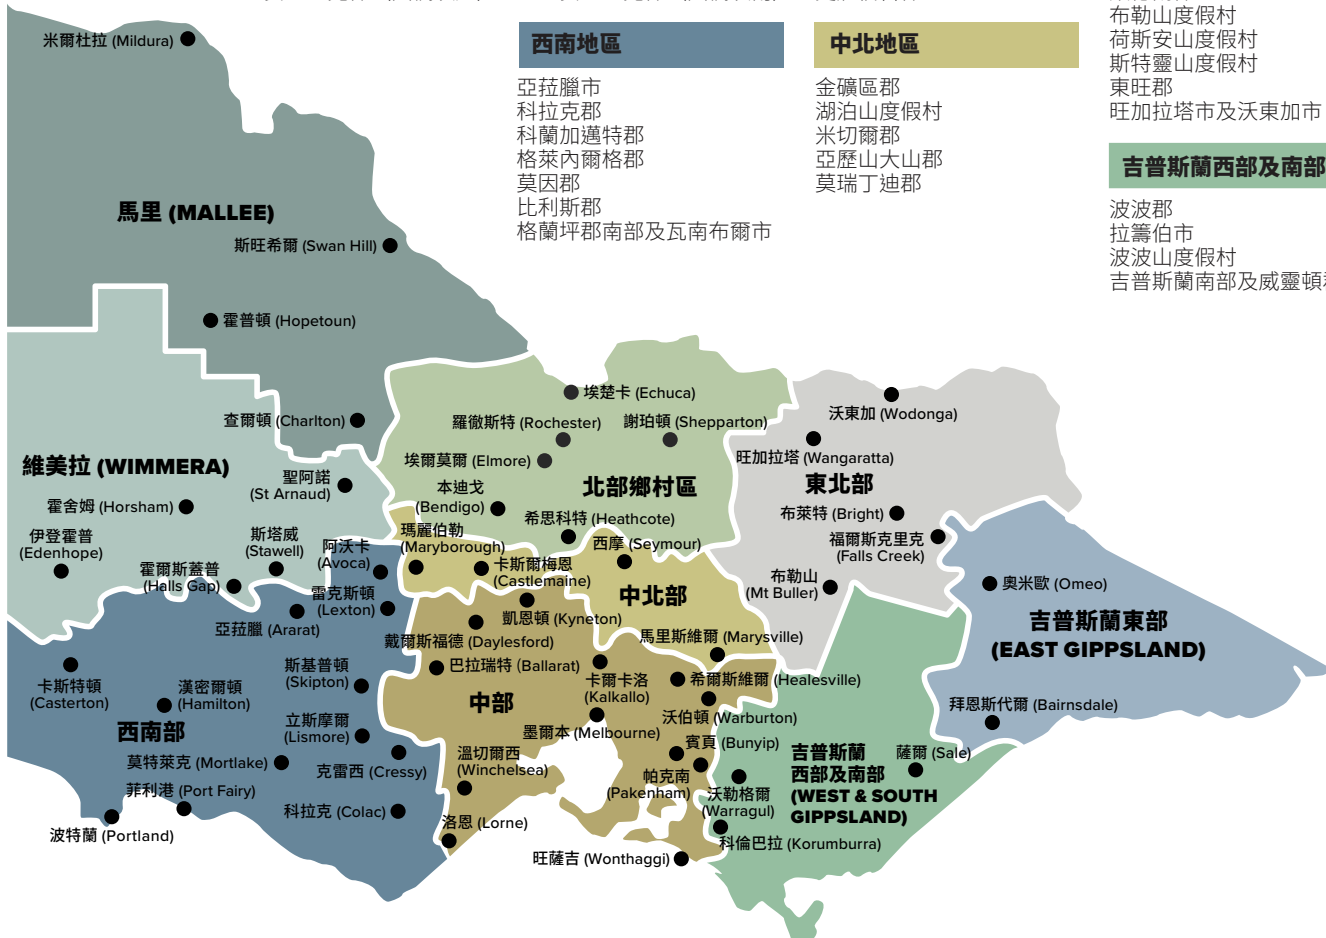 西南地區
亞菈臘市
科拉克郡
科蘭加邁特郡
格萊內爾格郡
莫因郡
比利斯郡
格蘭坪郡南部及瓦南布爾市
中北地區
金礦區郡
湖泊山度假村
米切爾郡
亞歷山大山郡
莫瑞丁迪郡
布勒山度假村
荷斯安山度假村
斯特靈山度假村
東旺郡
旺加拉塔市及沃東加市
吉普斯蘭西部及南部
波波郡
拉籌伯市
波波山度假村
吉普斯蘭南部及威靈頓
米爾杜拉 (Mildura)
馬里 (MALLEE)
斯旺希爾 (Swan Hill)
霍普頓 (Hopetoun)
查爾頓 (Charlton)
維美拉 (WIMMERA)
聖阿諾
(St Arnaud)
霍舍姆 (Horsham)
伊登霍普
(Edenhope)
斯塔威
(Stawell)
霍爾斯蓋普
(Halls Gap)
埃楚卡 (Echuca)
羅徹斯特 (Rochester)
謝珀頓 (Shepparton)
埃爾莫爾 (Elmore)
北部鄉村區
本迪戈
(Bendigo)
希思科特 (Heathcote)
沃東加 (Wodonga)
旺加拉塔 (Wangaratta)
東北部
布萊特 (Bright)
福爾斯克里克
(Falls Creek)
布勒山
(Mt Buller)
瑪麗伯勒
(Maryborough)
卡斯爾梅恩
(Castlemaine)
西摩 (Seymour)
中北部
馬里斯維爾 (Marysville)
奧米歐 (Omeo)
吉普斯蘭東部
(EAST GIPPSLAND)
拜恩斯代爾 (Bairnsdale)
阿沃卡
(Avoca)
雷克斯頓
(Lexton)
亞菈臘 (Ararat)
卡斯特頓
(Casterton)
漢密爾頓
(Hamilton)
斯基普頓
(Skipton)
西南部
立斯摩爾
(Lismore)
莫特萊克 (Mortlake)
克雷西 (Cressy)
菲利港 (Port Fairy)
波特蘭 (Portland)
科拉克 (Colac)
凱恩頓 (Kyneton)
戴爾斯福德 (Daylesford)
巴拉瑞特 (Ballarat)
中部
卡爾卡洛
(Kalkallo)
希爾斯維爾 (Healesville)
沃伯頓 (Warburton)
墨爾本 (Melbourne)
賓頁 (Bunyip)
溫切爾西
(Winchelsea)
帕克南
(Pakenham)
洛恩 (Lorne)
旺薩吉 (Wonthaggi)
吉普斯蘭
西部及南部
(WEST & SOUTH
GIPPSLAND)
薩爾 (Sale)
沃勒格爾
(Warragul)
科倫巴拉 (Korumburra)